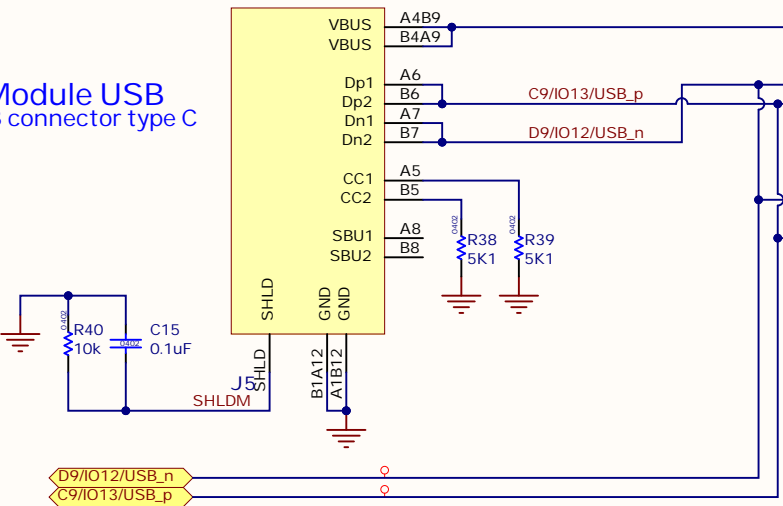 VBUS A4B9
VBUS B4A9
Module USB
connector type C
Dp1 A6
Dp2 B6 C9/IO13/USB_p
Dn1 A7
Dn2 B7 D9/IO12/USB_n
CC1 A5
CC2 B5
SBU1 A8
SBU2 B8
0402 R38
5K1
0402 R39
5K1
SHLD
GND
GND
0402 R40
10k
C15
0402 0.1uF
J5
SHLD
B1A12
A1B12
SHLDM
D9/IO12/USB_n
C9/IO13/USB_p